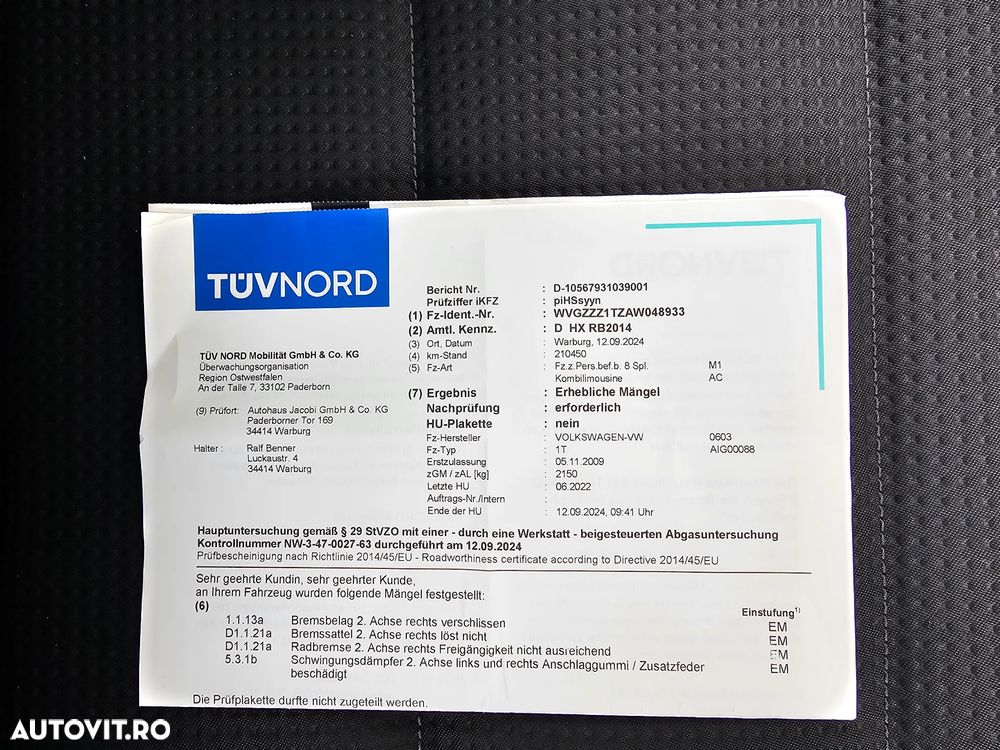 TÜVNORD
Bericht Nr. : D-10567931039001
Prüfziffer iKFZ : piHSsyyn
(1) Fz-Ident.-Nr. : WVGZZZ1TZAW048933
(2) Amtl. Kennz. : D HX RB2014
(3) Ort, Datum : Warburg, 12.09.2024
(4) km-Stand : 210450
(5) Fz-Art : Fz.z.Pers.bef.b. 8 Spl. M1
Kombilimousine AC
(7) Ergebnis : Erhebliche Mängel
Nachprüfung : erforderlich
HU-Plakette : nein
Fz-Hersteller : VOLKSWAGEN-VW 0603
Fz-Typ : 1T AIG00088
Erstzulassung : 05.11.2009
zGM / zAL [kg] : 2150
Letzte HU : 06.2022
Auftrags-Nr./Intern :
Ende der HU : 12.09.2024, 09:41 Uhr
TÜV NORD Mobilität GmbH & Co. KG
Überwachungsorganisation
Region Ostwestfalen
An der Talle 7, 33102 Paderborn
(9) Prüfort: Autohaus Jacobi GmbH & Co. KG
Paderborner Tor 169
34414 Warburg
Halter : Ralf Benner
Luckaustr. 4
34414 Warburg
Hauptuntersuchung gemäß § 29 StVZO mit einer - durch eine Werkstatt - beigesteuerten Abgasuntersuchung
Kontrollnummer NW-3-47-0027-63 durchgeführt am 12.09.2024
Prüfbescheinigung nach Richtlinie 2014/45/EU - Roadworthiness certificate according to Directive 2014/45/EU
Sehr geehrte Kundin, sehr geehrter Kunde,
an Ihrem Fahrzeug wurden folgende Mängel festgestellt:
(6) Einstufung1)
1.1.13a Bremsbelag 2. Achse rechts verschlissen EM
D1.1.21a Bremssattel 2. Achse rechts löst nicht EM
D1.1.21a Radbremse 2. Achse rechts Freigängigkeit nicht ausreichend EM
5.3.1b Schwingungsdämpfer 2. Achse links und rechts Anschlaggummi / Zusatzfeder EM
beschädigt
Die Prüfplakette durfte nicht zugeteilt werden.
AUTOVIT.RO